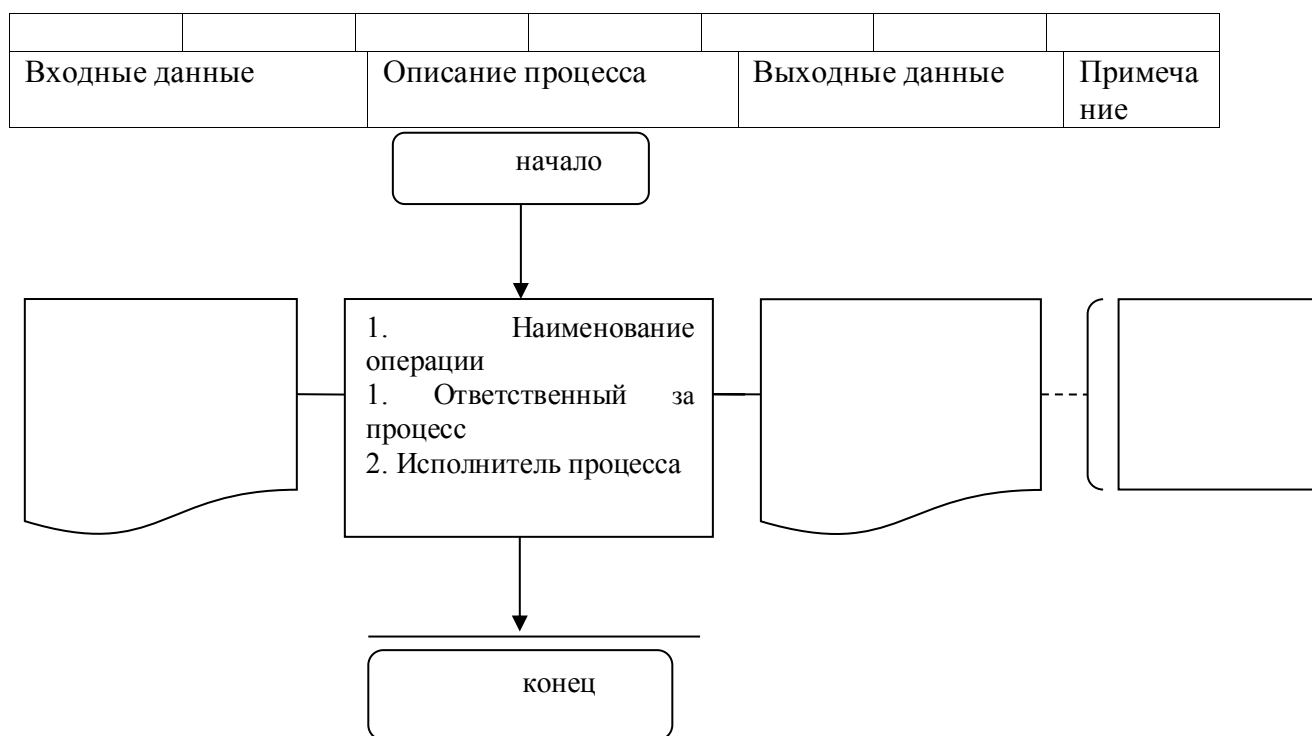 Входные данные
Описание процесса
Выходные данные
Примеча
ние
начало
1. Наименование
операции
1. Ответственный за
процесс
2. Исполнитель процесса
конец